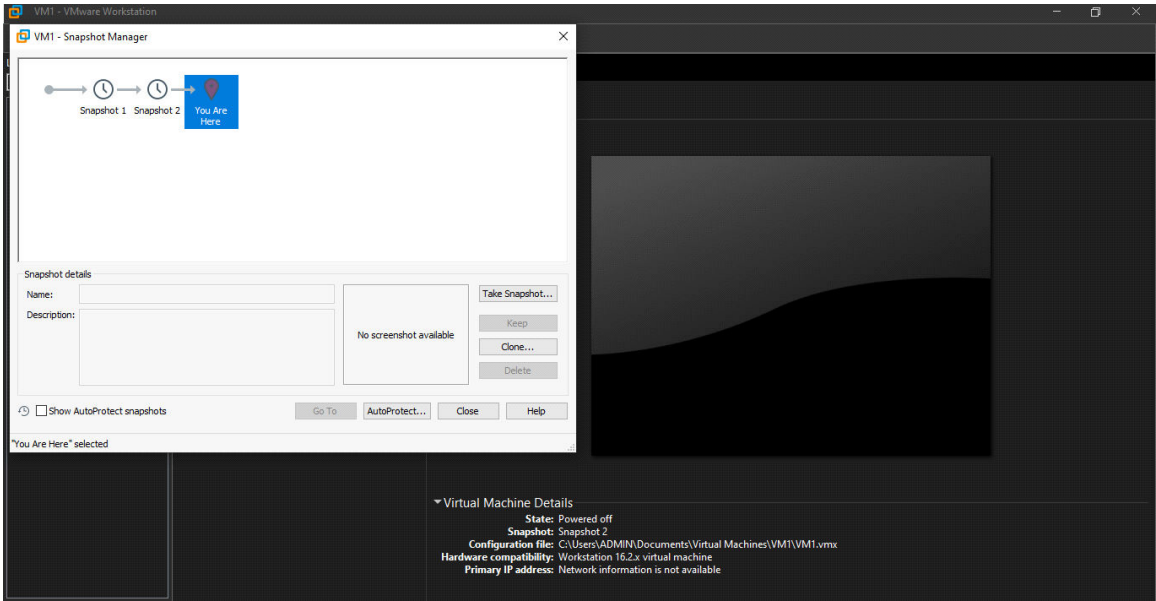 VM1 - VMware Workstation
VM1 - Snapshot Manager
Snapshot 1
Snapshot 2
You Are
Here
Snapshot details
Name:
Description:
No screenshot available
Take Snapshot...
Keep
Clone...
Delete
Show AutoProtect snapshots
Go To
AutoProtect...
Close
Help
"You Are Here" selected
Virtual Machine Details
State: Powered off
Snapshot: Snapshot 2
Configuration file: C:\Users\ADMIN\Documents\Virtual Machines\VM1\VM1.vmx
Hardware compatibility: Workstation 16.2.x virtual machine
Primary IP address: Network information is not available